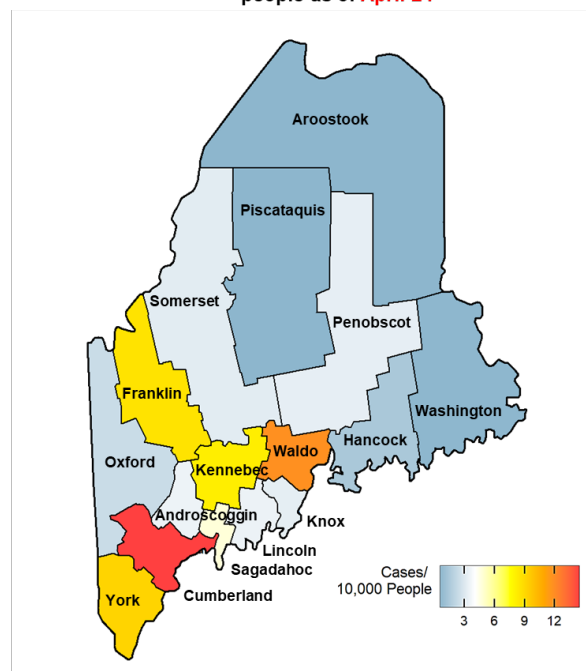 Aroostook
Piscataquis
Somerset
Penobscot
Franklin
Washington
Waldo
Hancock
Oxford
Kennebec
Androscoggin
Knox
Lincoln
Sagadahoc
Cumberland
York
Cases/
10,000 People
3 6 9 12